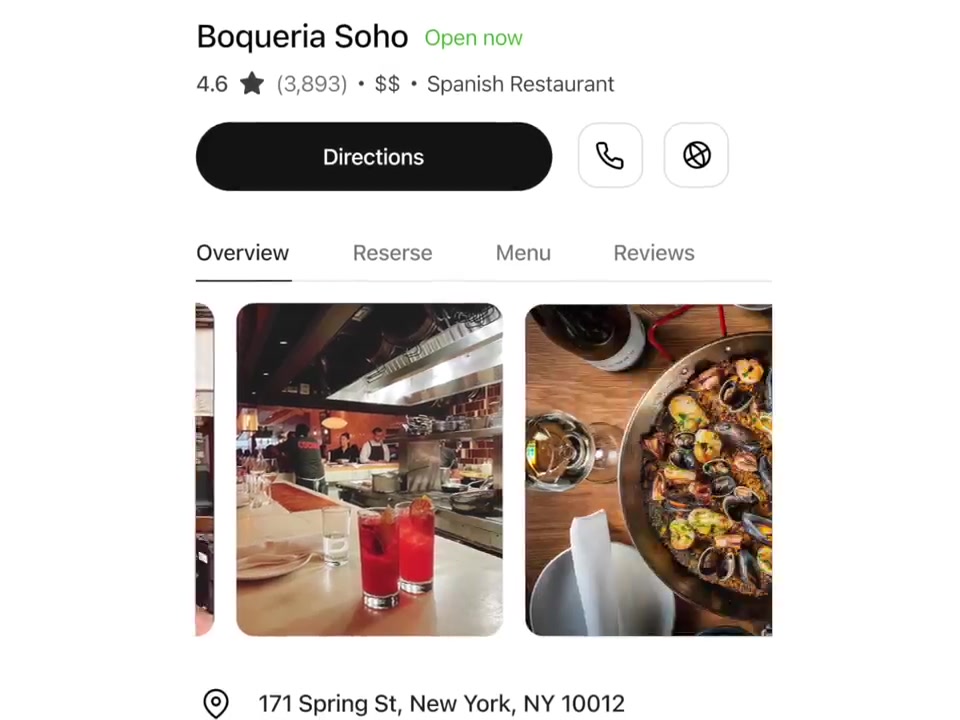 Boqueria Soho Open now
4.6 ★ (3,893) • $$ • Spanish Restaurant
Directions
Overview Reserse Menu Reviews
171 Spring St, New York, NY 10012